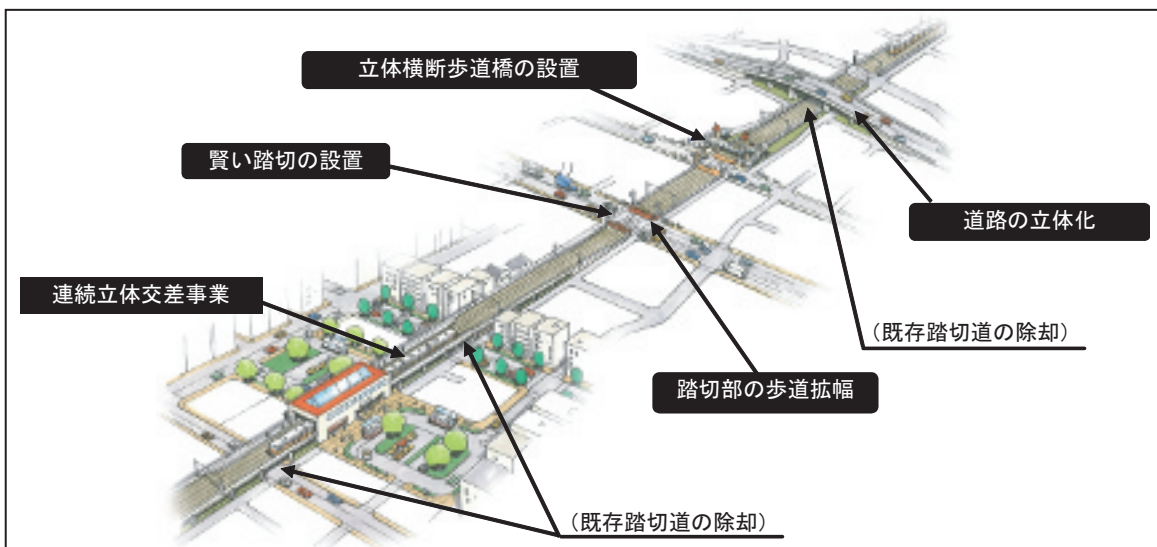 立体横断歩道橋の設置
賢い踏切の設置
道路の立体化
連続立体交差事業
(既存踏切道の除却)
踏切部の歩道拡幅
(既存踏切道の除却)